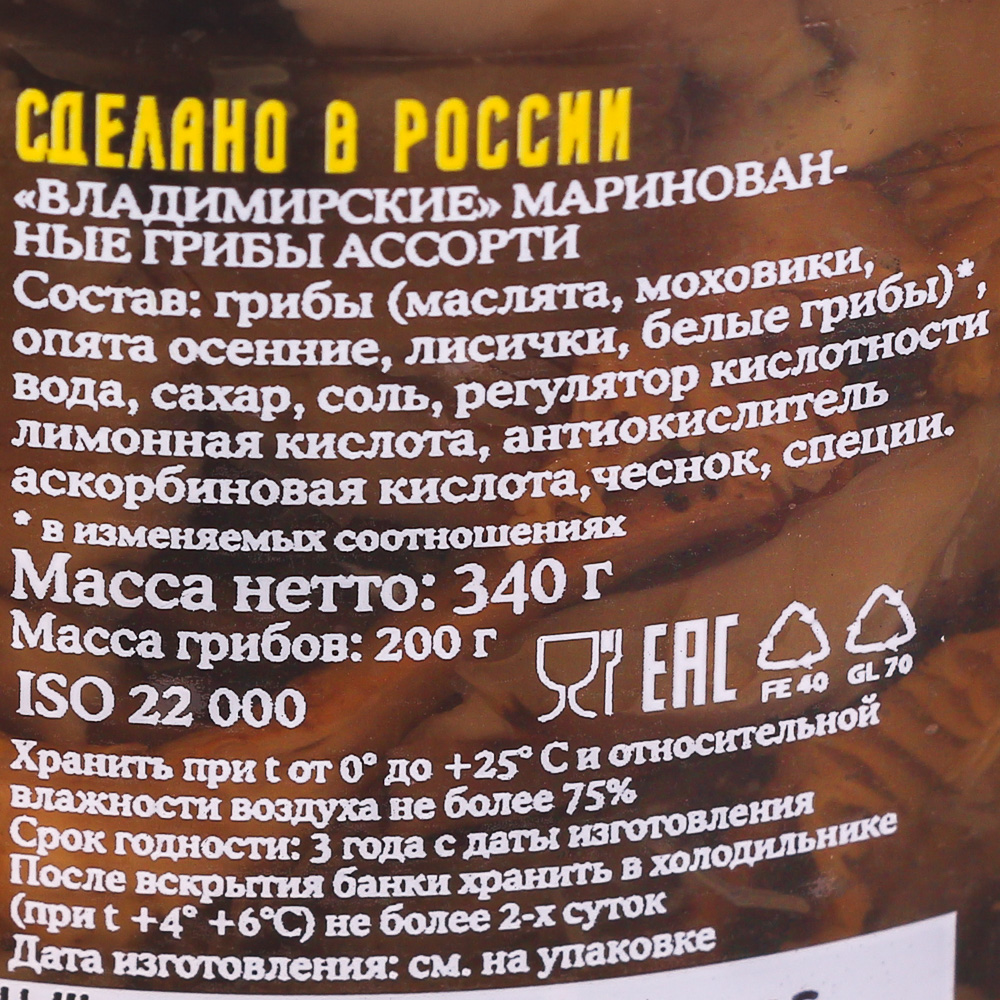 СДЕЛАНО В РОССИИ
«ВЛАДИМИРСКИЕ» МАРИНОВАН-
НЫЕ ГРИБЫ АССОРТИ
Состав: грибы (маслята, моховики,
опята осенние, лисички, белые грибы)*,
вода, сахар, соль, регулятор кислотности
лимонная кислота, антиокислитель
аскорбиновая кислота,чеснок, специи.
* в изменяемых соотношениях
Масса нетто: 340 г
Масса грибов: 200 г
EAC
FE 40 GL 70
ISO 22 000
Хранить при t от 0° до +25° С и относительной
влажности воздуха не более 75%
Срок годности: 3 года с даты изготовления
После вскрытия банки хранить в холодильнике
(при t +4° +6°С) не более 2-х суток
Дата изготовления: см. на упаковке